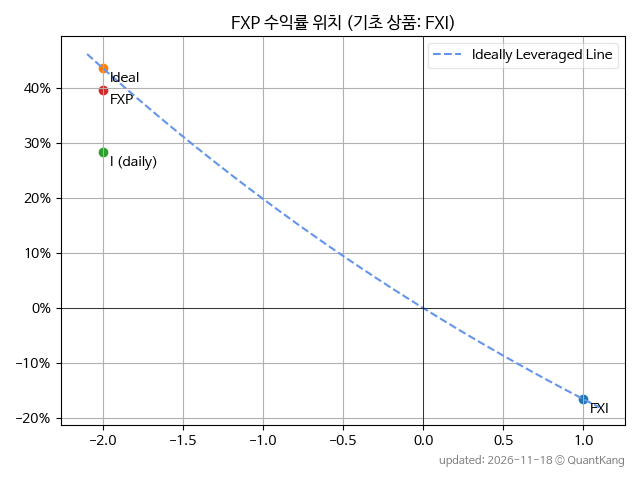 FXP 수익률 위치 (기초 상품: FXI)
Ideally Leveraged Line
Ideal
FXP
I (daily)
FXI
40%
30%
20%
10%
0%
−10%
−20%
−2.0
−1.5
−1.0
−0.5
0.0
0.5
1.0
updated: 2026-11-18 © QuantKang